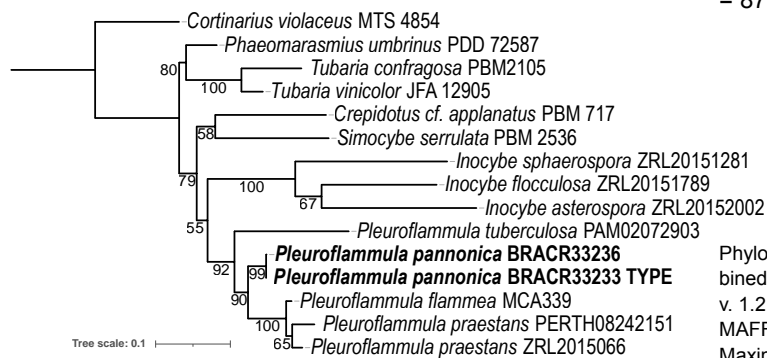 = 87
Cortinarius violaceus MTS 4854
Phaeomarasmius umbrinus PDD 72587
80
Tubaria confragosa PBM2105
100
Tubaria vinicolor JFA 12905
Crepidotus cf. applanatus PBM 717
58
Simocybe serrulata PBM 2536
Inocybe sphaerospora ZRL20151281
79
100
Inocybe flocculosa ZRL20151789
67
Inocybe asterospora ZRL20152002
55
Pleuroflammula tuberculosa PAM02072903
Pleuroflammula pannonica BRACR33236
92
99
Pleuroflammula pannonica BRACR33233 TYPE
90
Pleuroflammula flammea MCA339
100
Pleuroflammula praestans PERTH08242151
65
Pleuroflammula praestans ZRL2015066
Tree scale: 0.1
Phylo
bined
v. 1.2
MAFF
Maxim